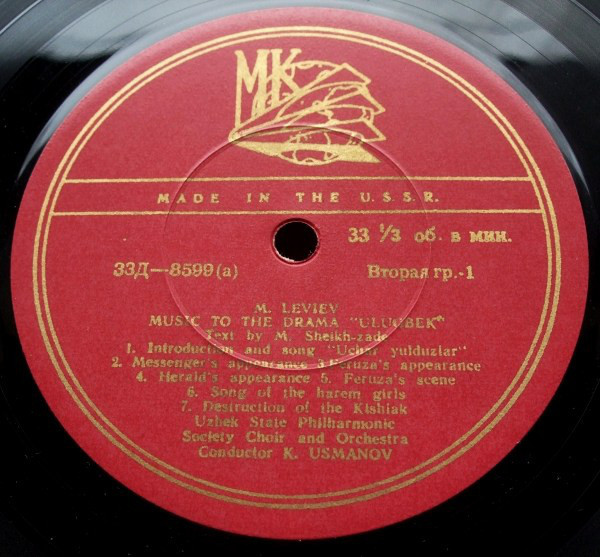 MK
MADE IN THE U.S.S.R.
33 1/3 об. в мин.
33Д—8599(а)
Вторая гр.-1
M. LEVIEV
MUSIC TO THE DRAMA "ULUGBEK"
Text by M. Sheikh-zade
1. Introduction and song "Uchar yulduzlar"
2. Messenger's appearance 3.Feruza's appearance
4. Herald's appearance 5. Feruza's scene
6. Song of the harem girls
7. Destruction of the Kishlak
Uzbek State Philharmonic
Society Choir and Orchestra
Conductor K. USMANOV